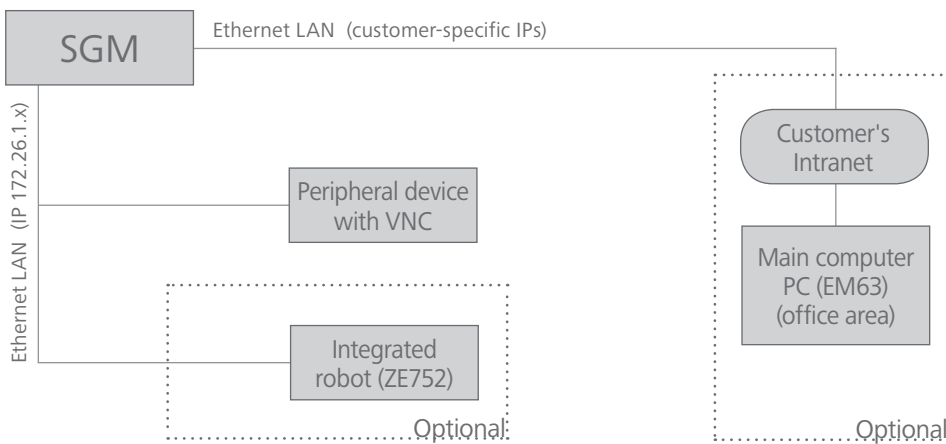 SGM
Ethernet LAN (customer-specific IPs)
Ethernet LAN (IP 172.26.1.x)
Customer's
Intranet
Peripheral device
with VNC
Main computer
PC (EM63)
(office area)
Integrated
robot (ZE752)
Optional
Optional